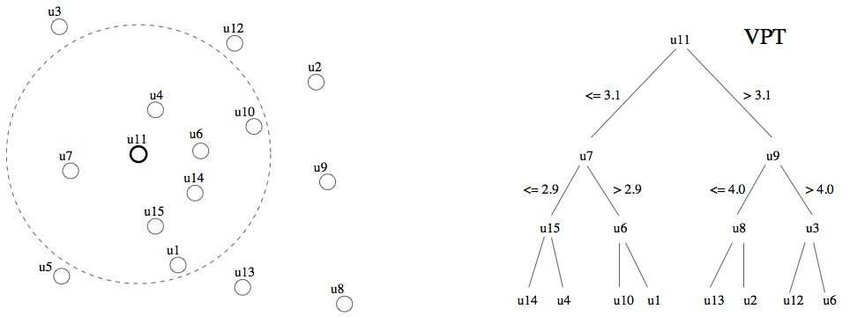 u3
u12
u2
u4
u10
u11
u6
u7
u9
u14
u15
u1
u5
u13
u8
VPT
u11
<= 3.1 > 3.1
u7 u9
<= 2.9 > 2.9 <= 4.0 > 4.0
u15 u6 u8 u3
u14 u4 u10 u1 u13 u2 u12 u6